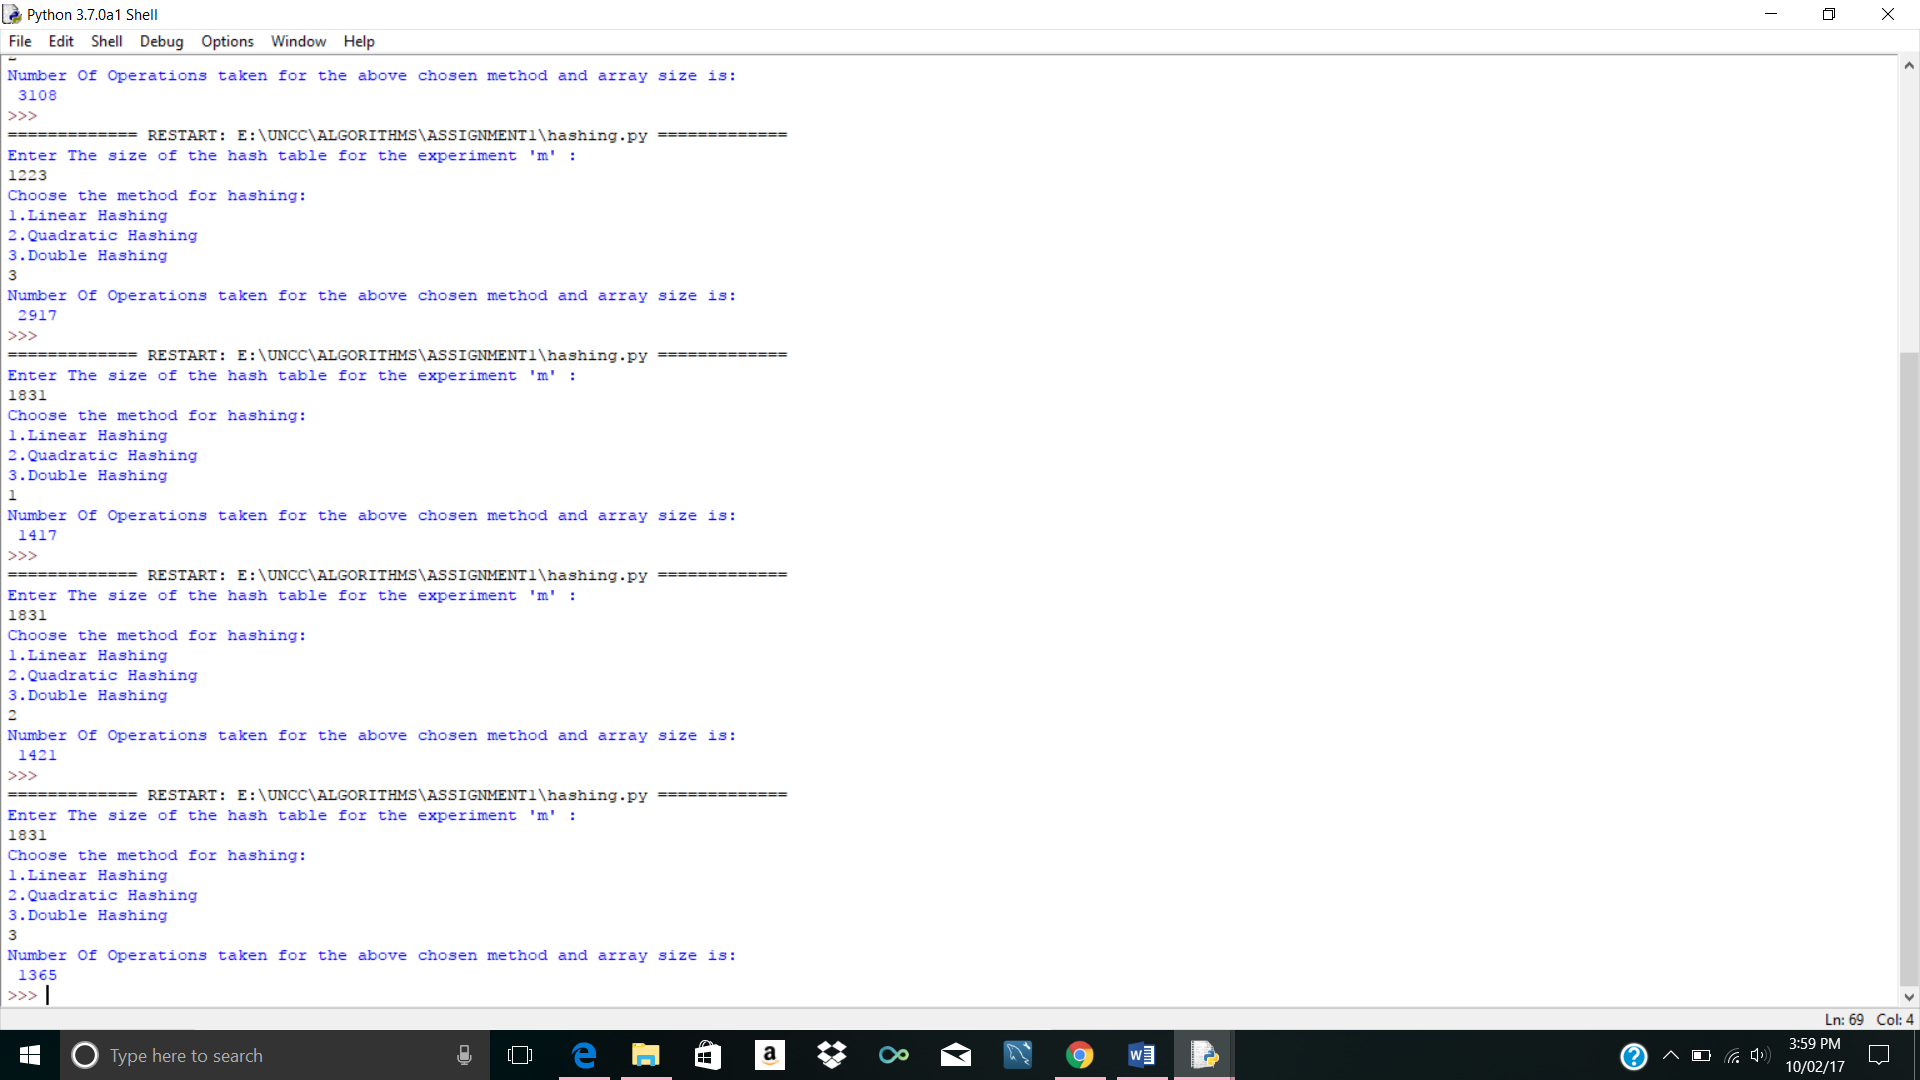 Python 3.7.0a1 Shell
File Edit Shell Debug Options Window Help
Number Of Operations taken for the above chosen method and array size is:
3108
>>>
============= RESTART: E:\UNCC\ALGORITHMS\ASSIGNMENT1\hashing.py =============
Enter The size of the hash table for the experiment 'm' :
1223
Choose the method for hashing:
1.Linear Hashing
2.Quadratic Hashing
3.Double Hashing
3
Number Of Operations taken for the above chosen method and array size is:
2917
>>>
============= RESTART: E:\UNCC\ALGORITHMS\ASSIGNMENT1\hashing.py =============
Enter The size of the hash table for the experiment 'm' :
1831
Choose the method for hashing:
1.Linear Hashing
2.Quadratic Hashing
3.Double Hashing
1
Number Of Operations taken for the above chosen method and array size is:
1417
>>>
============= RESTART: E:\UNCC\ALGORITHMS\ASSIGNMENT1\hashing.py =============
Enter The size of the hash table for the experiment 'm' :
1831
Choose the method for hashing:
1.Linear Hashing
2.Quadratic Hashing
3.Double Hashing
2
Number Of Operations taken for the above chosen method and array size is:
1421
>>>
============= RESTART: E:\UNCC\ALGORITHMS\ASSIGNMENT1\hashing.py =============
Enter The size of the hash table for the experiment 'm' :
1831
Choose the method for hashing:
1.Linear Hashing
2.Quadratic Hashing
3.Double Hashing
3
Number Of Operations taken for the above chosen method and array size is:
1365
>>>
Ln: 69 Col: 4
Type here to search
3:59 PM
10/02/17